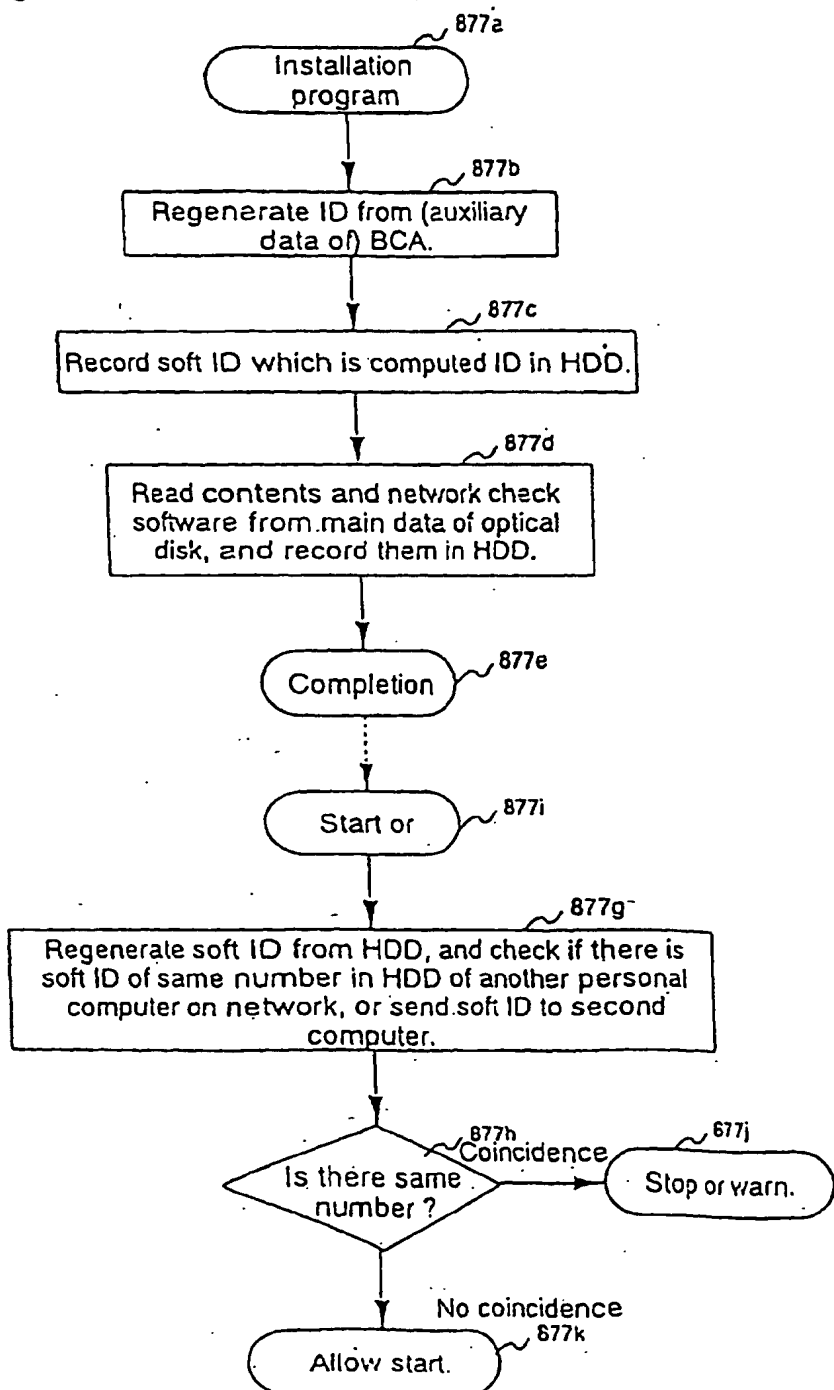 877a
Installation
program
877b
Regenerate ID from (auxiliary
data of) BCA.
877c
Record soft ID which is computed ID in HDD.
877d
Read contents and network check
software from main data of optical
disk, and record them in HDD.
Completion
877e
Start or
877i
877g
Regenerate soft ID from HDD, and check if there is
soft ID of same number in HDD of another personal
computer on network, or send soft ID to second
computer.
877h
Is there same
number ?
Coincidence
677j
Stop or warn.
No coincidence
877k
Allow start.